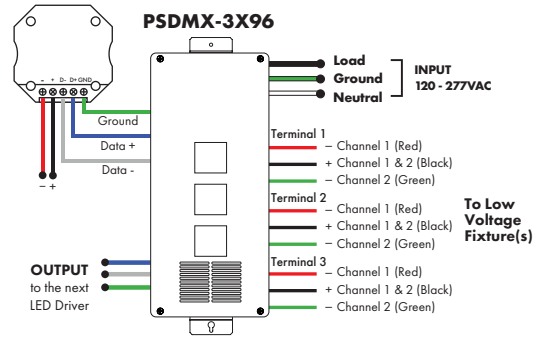 PSDMX-3X96
- + D- D+ GND
Ground
Data +
Data -
– +
OUTPUT
to the next
LED Driver
Load
Ground
Neutral
INPUT
120 - 277VAC
Terminal 1
– Channel 1 (Red)
+ Channel 1 & 2 (Black)
– Channel 2 (Green)
Terminal 2
– Channel 1 (Red)
+ Channel 1 & 2 (Black)
– Channel 2 (Green)
Terminal 3
– Channel 1 (Red)
+ Channel 1 & 2 (Black)
– Channel 2 (Green)
To Low
Voltage
Fixture(s)